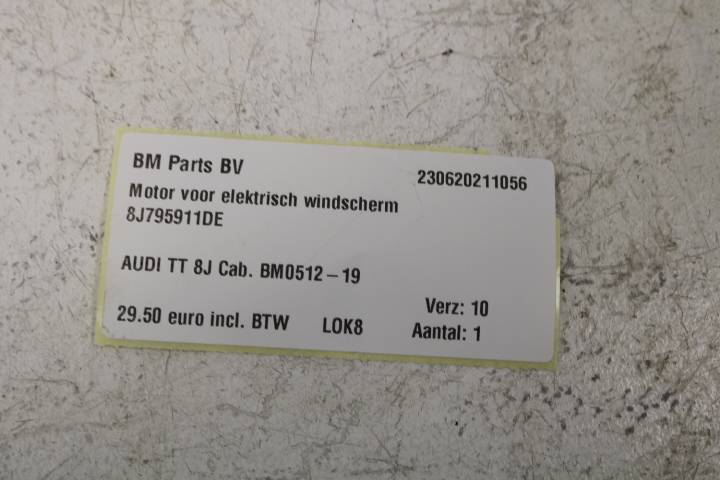 BM Parts BV 230620211056
Motor voor elektrisch windscherm
8J795911DE
AUDI TT 8J Cab. BM0512-19
Verz: 10
29.50 euro incl. BTW LOK8 Aantal: 1